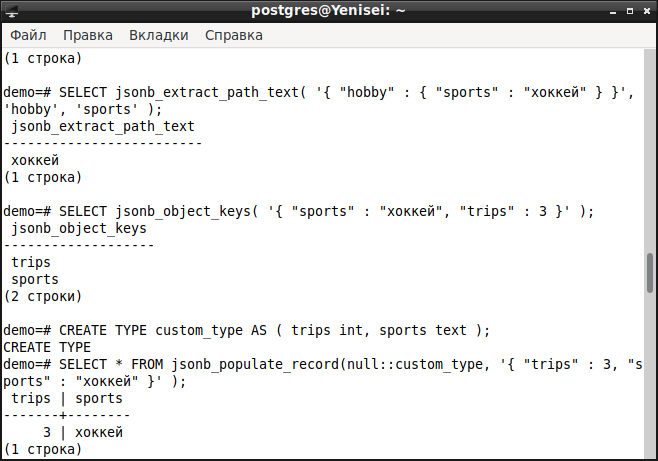 postgres@Yenisei: ~
Файл Правка Вкладки Справка
(1 строка)
demo=# SELECT jsonb_extract_path_text( '{ "hobby" : { "sports" : "хоккей" } }',
'hobby', 'sports' );
 jsonb_extract_path_text
-------------------------
 хоккей
(1 строка)
demo=# SELECT jsonb_object_keys( '{ "sports" : "хоккей", "trips" : 3 }' );
 jsonb_object_keys
-------------------
 trips
 sports
(2 строки)
demo=# CREATE TYPE custom_type AS ( trips int, sports text );
CREATE TYPE
demo=# SELECT * FROM jsonb_populate_record(null::custom_type, '{ "trips" : 3, "s
ports" : "хоккей" }' );
 trips | sports
-------+--------
     3 | хоккей
(1 строка)